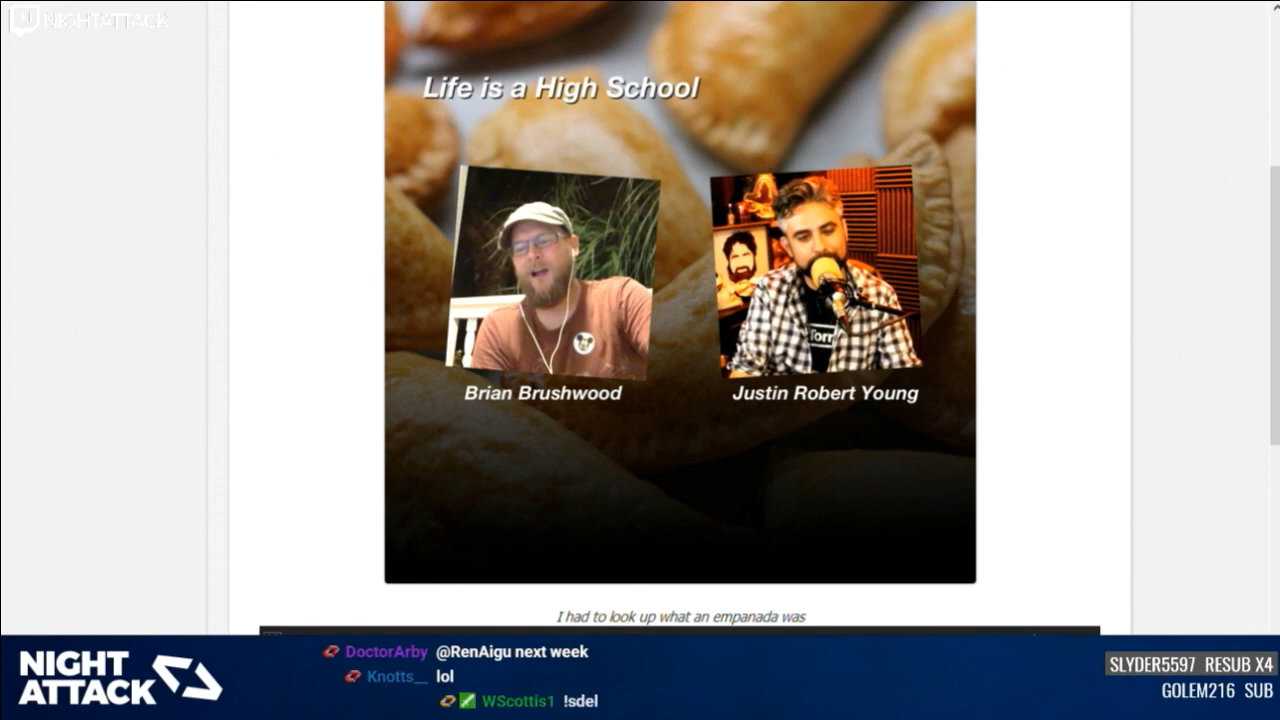 NIGHTATTACK
Life is a High School
Torr
Brian Brushwood
Justin Robert Young
I had to look up what an empanada was
NIGHT
ATTACK
DoctorArby @RenAigu next week
Knotts__ lol
WScottis1 !sdel
SLYDER5597 RESUB X4
GOLEM216 SUB